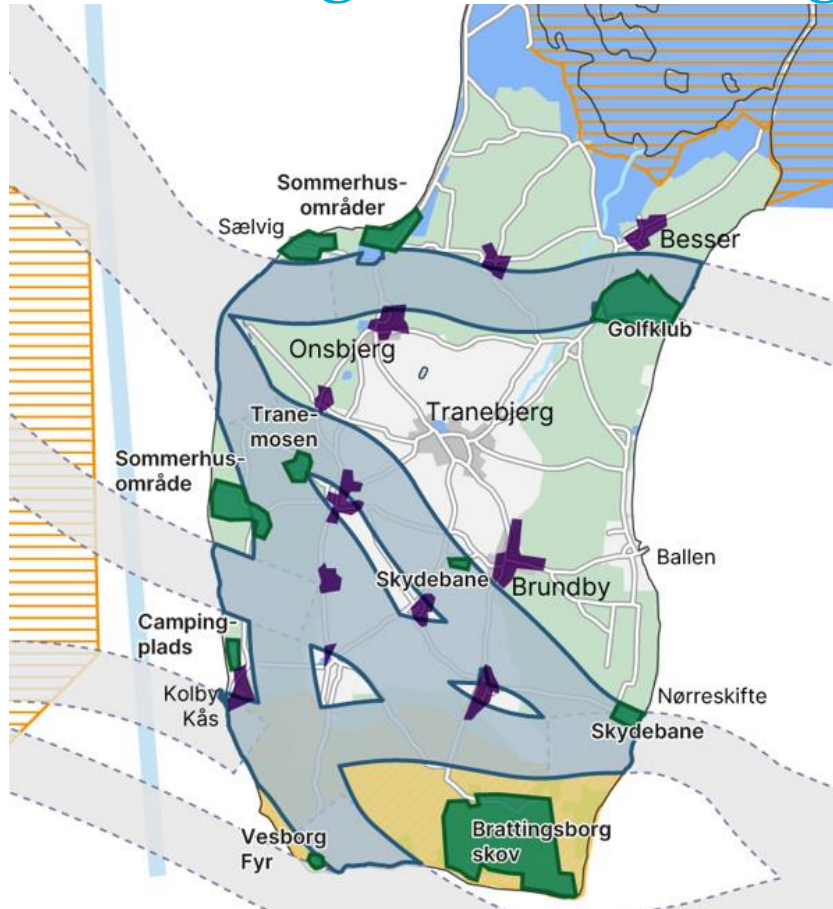 Sommerhus-
områder
Sælvig
Besser
Golfklub
Onsbjerg
Trane-
mosen
Tranebjerg
Sommerhus-
område
Skydebane
Brundby
Ballen
Camping-
plads
Kolby
Kås
Nørreskifte
Skydebane
Vesborg
Fyr
Brattingsborg
skov